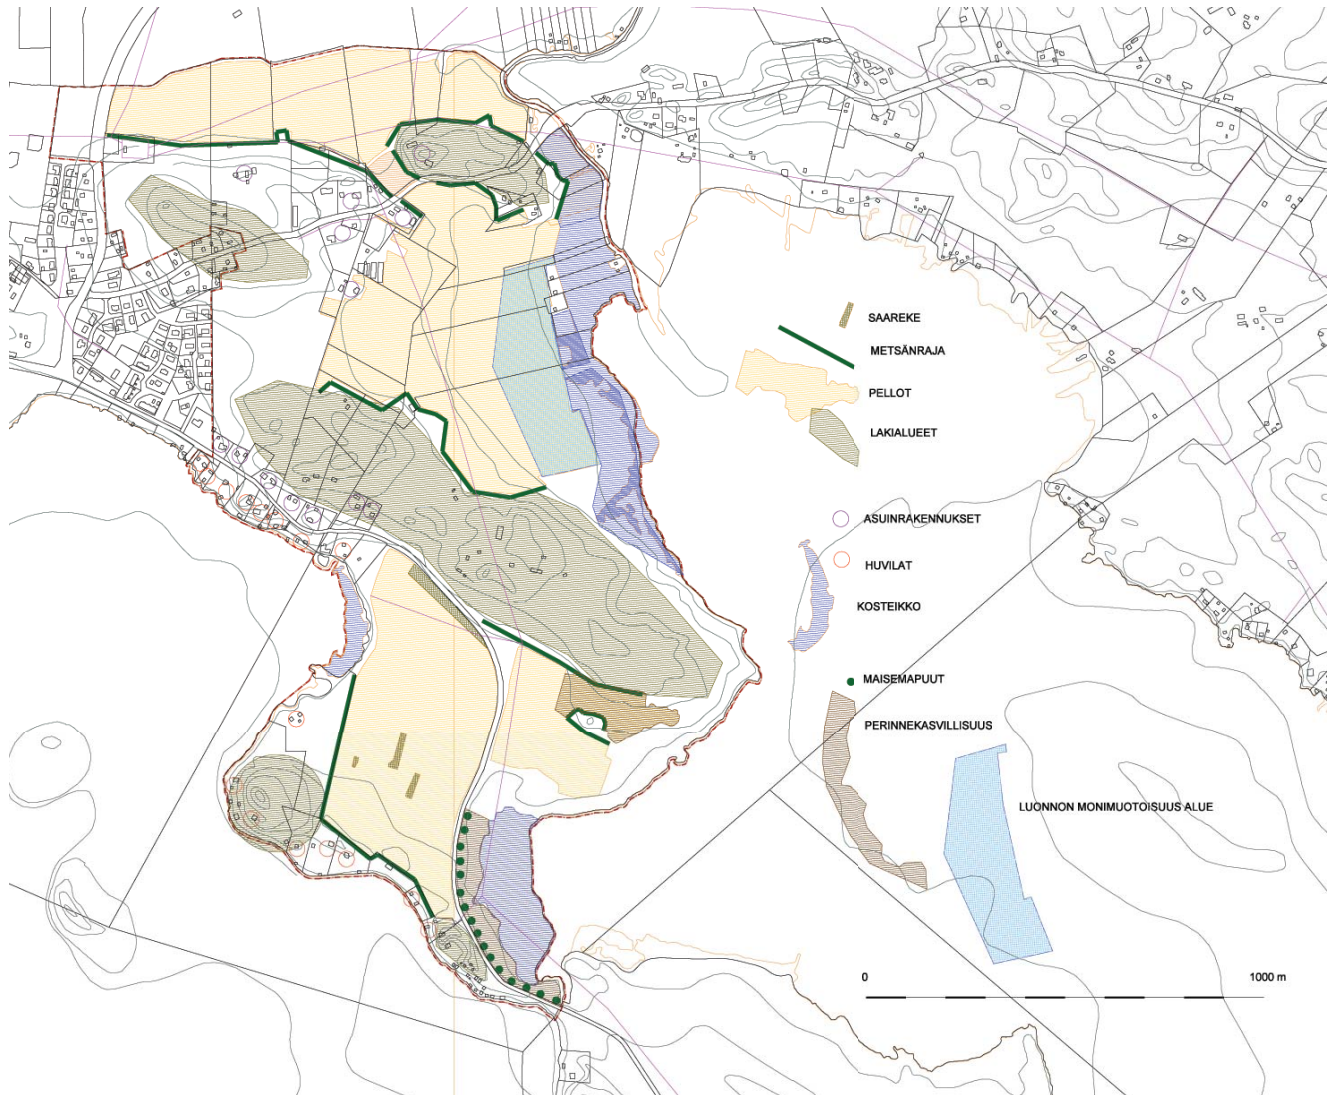 SAAREKE
METSÄNRAJA
PELLOT
LAKIALUEET
ASUINRAKENNUKSET
HUVILAT
KOSTEIKKO
MAISEMAPUUT
PERINNEKASVILLISUUS
LUONNON MONIMUOTOISUUS ALUE
0 1000 m